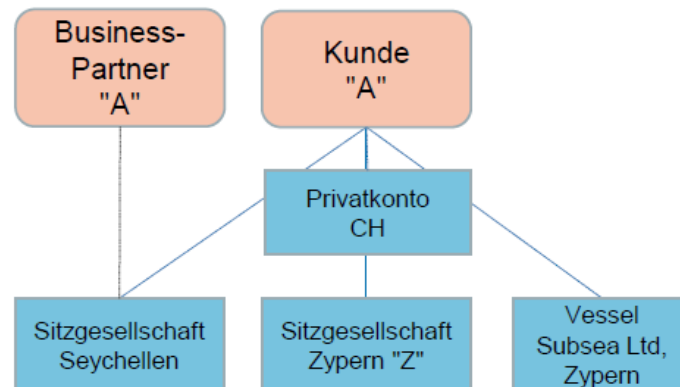 Business-
Partner
"A"
Kunde
"A"
Privatkonto
CH
Sitzgesellschaft
Seychellen
Sitzgesellschaft
Zypern "Z"
Vessel
Subsea Ltd,
Zypern